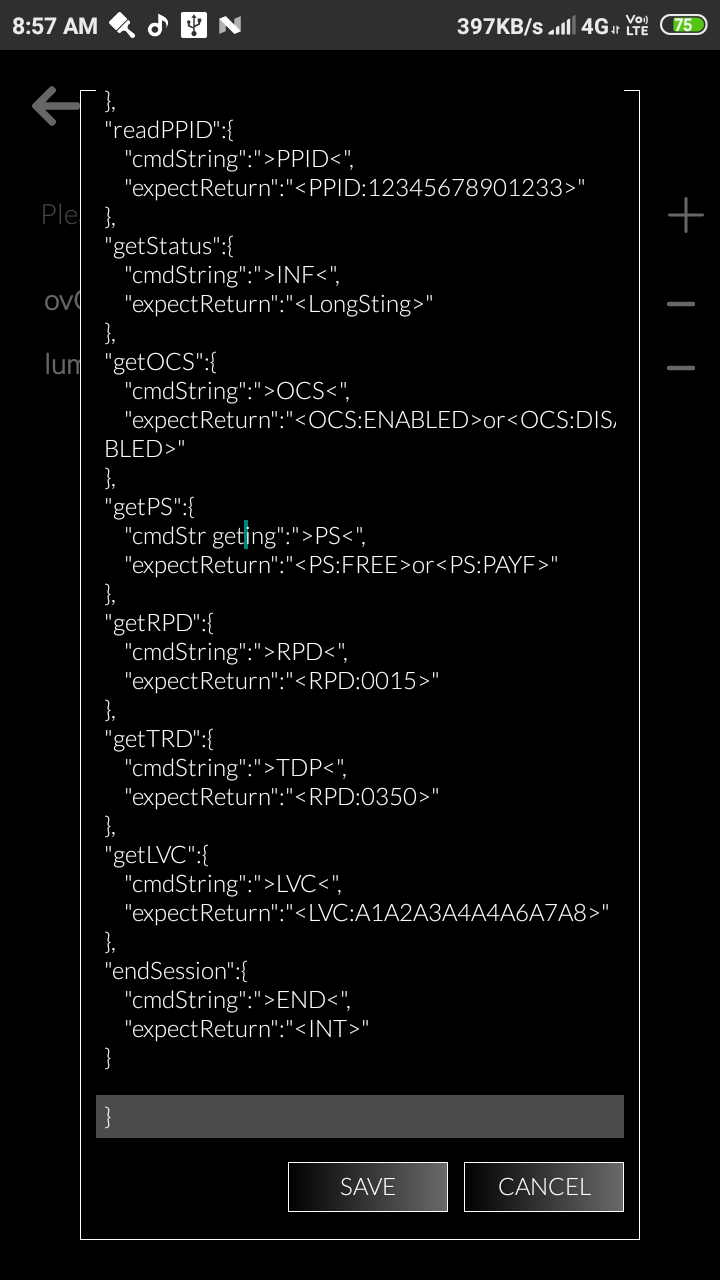 8:57 AM 397KB/s 4G Vo) LTE 75
},
"readPPID":{
"cmdString":">PPID<",
"expectReturn":"<PPID:12345678901233>"
Ple
},
"getStatus":{
"cmdString":">INF<",
"expectReturn":"<LongSting>"
ov
},
"getOCS":{
lum
"cmdString":">OCS<",
"expectReturn":"<OCS:ENABLED>or<OCS:DISA
BLED>"
},
"getPS":{
"cmdStr geting":">PS<",
"expectReturn":"<PS:FREE>or<PS:PAYF>"
},
"getRPD":{
"cmdString":">RPD<",
"expectReturn":"<RPD:0015>"
},
"getTRD":{
"cmdString":">TDP<",
"expectReturn":"<RPD:0350>"
},
"getLVC":{
"cmdString":">LVC<",
"expectReturn":"<LVC:A1A2A3A4A4A6A7A8>"
},
"endSession":{
"cmdString":">END<",
"expectReturn":"<INT>"
}
}
SAVE CANCEL